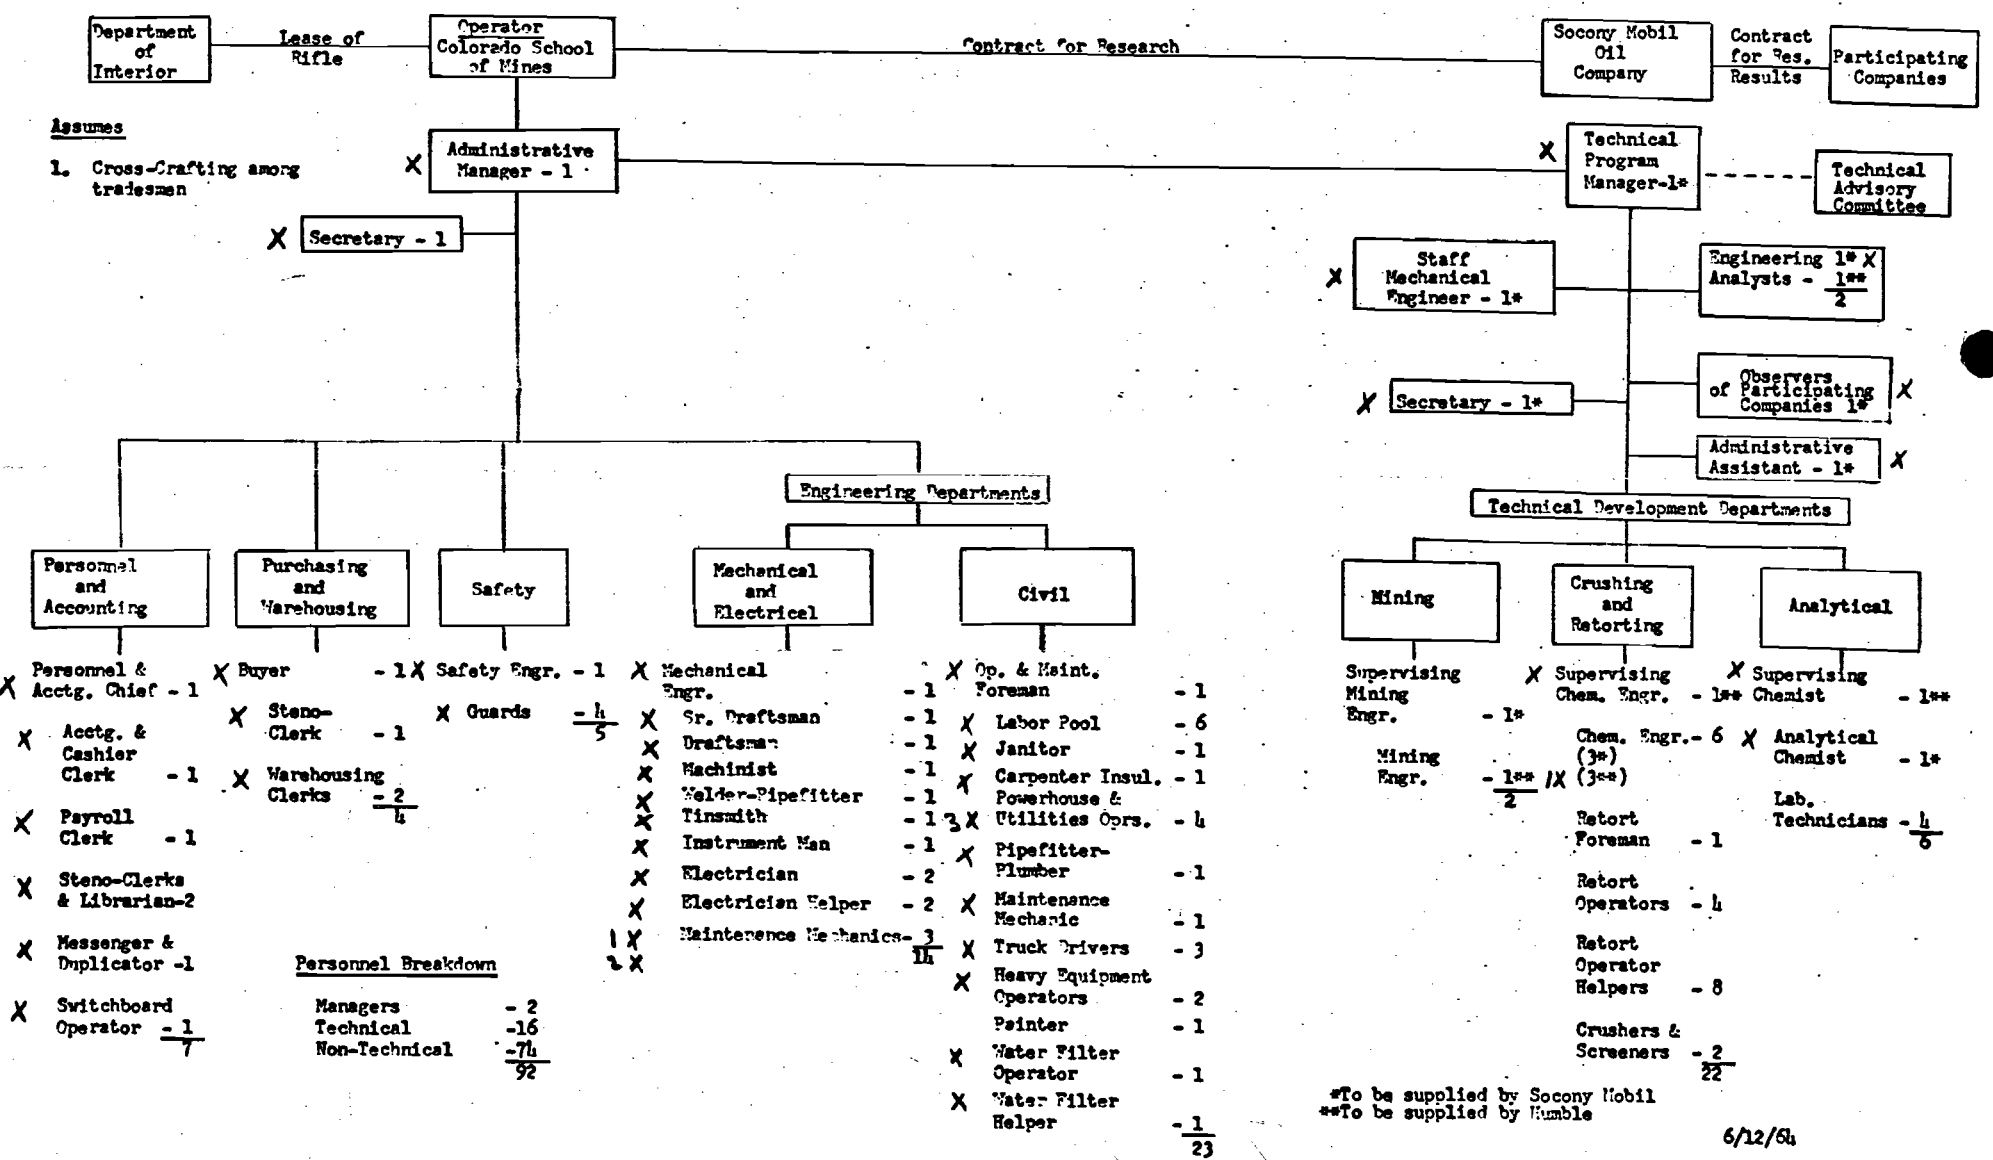 Department
of
Interior
Lease of
Rifle
Operator
Colorado School
of Mines
Contract for Research
Socony Mobil
Oil
Company
Contract
for Res.
Results
Participating
Companies
Assumes
1. Cross-Crafting among
tradesmen
X Administrative
Manager - 1
X Technical
Program
Manager-1*
Technical
Advisory
Committee
X Secretary - 1
X Staff
Mechanical
Engineer - 1*
Engineering 1* X
Analysts - 1**
2
X Secretary - 1*
Observers
of Participating X
Companies 1*
Administrative
Assistant - 1* X
Engineering Departments
Technical Development Departments
Personnel
and
Accounting
Purchasing
and
Warehousing
Safety
Mechanical
and
Electrical
Civil
Mining
Crushing
and
Retorting
Analytical
X Personnel &
Acctg. Chief - 1
X Acctg. &
Cashier
Clerk - 1
X Payroll
Clerk - 1
X Steno-Clerks
& Librarian-2
X Messenger &
Duplicator -1
X Switchboard
Operator - 1
7
X Buyer - 1
X Steno-
Clerk - 1
X Warehousing
Clerks - 2
4
X Safety Engr. - 1
X Guards - 4
5
X Mechanical
Engr. - 1
X Sr. Draftsman - 1
X Draftsman - 1
X Machinist - 1
X Welder-Pipefitter - 1
X Tinsmith - 1
X Instrument Man - 1
X Electrician - 2
X Electrician Helper - 2
1 X Maintenance Mechanics- 3
2 X 14
X Op. & Maint.
Foreman - 1
X Labor Pool - 6
X Janitor - 1
X Carpenter Insul. - 1
Powerhouse &
3 X Utilities Oprs. - 4
X Pipefitter-
Plumber - 1
X Maintenance
Mechanic - 1
X Truck Drivers - 3
X Heavy Equipment
Operators - 2
Painter - 1
X Water Filter
Operator - 1
X Water Filter
Helper - 1
23
Supervising
Mining
Engr. - 1*
Mining
Engr. - 1**
2
X Supervising
Chem. Engr. - 1**
Chem. Engr.- 6
(3*)
1X (3**)
Retort
Foreman - 1
Retort
Operators - 4
Retort
Operator
Helpers - 8
Crushers &
Screeners - 2
22
X Supervising
Chemist - 1**
X Analytical
Chemist - 1*
Lab.
Technicians - 4
6
Personnel Breakdown
Managers - 2
Technical -16
Non-Technical -74
92
*To be supplied by Socony Mobil
**To be supplied by Humble
6/12/64